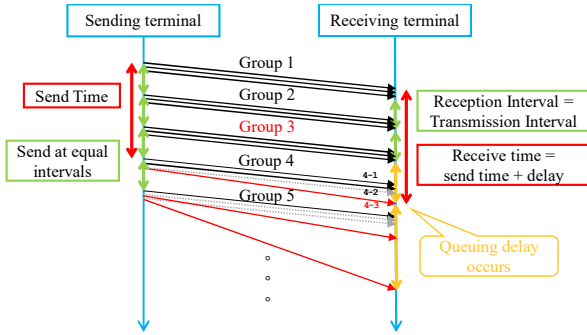 Sending terminal
Receiving terminal
Group 1
Send Time
Group 2
Reception Interval =
Transmission Interval
Group 3
Send at equal
intervals
Group 4
4-1
Receive time =
send time + delay
4-2
Group 5
4-3
Queuing delay
occurs